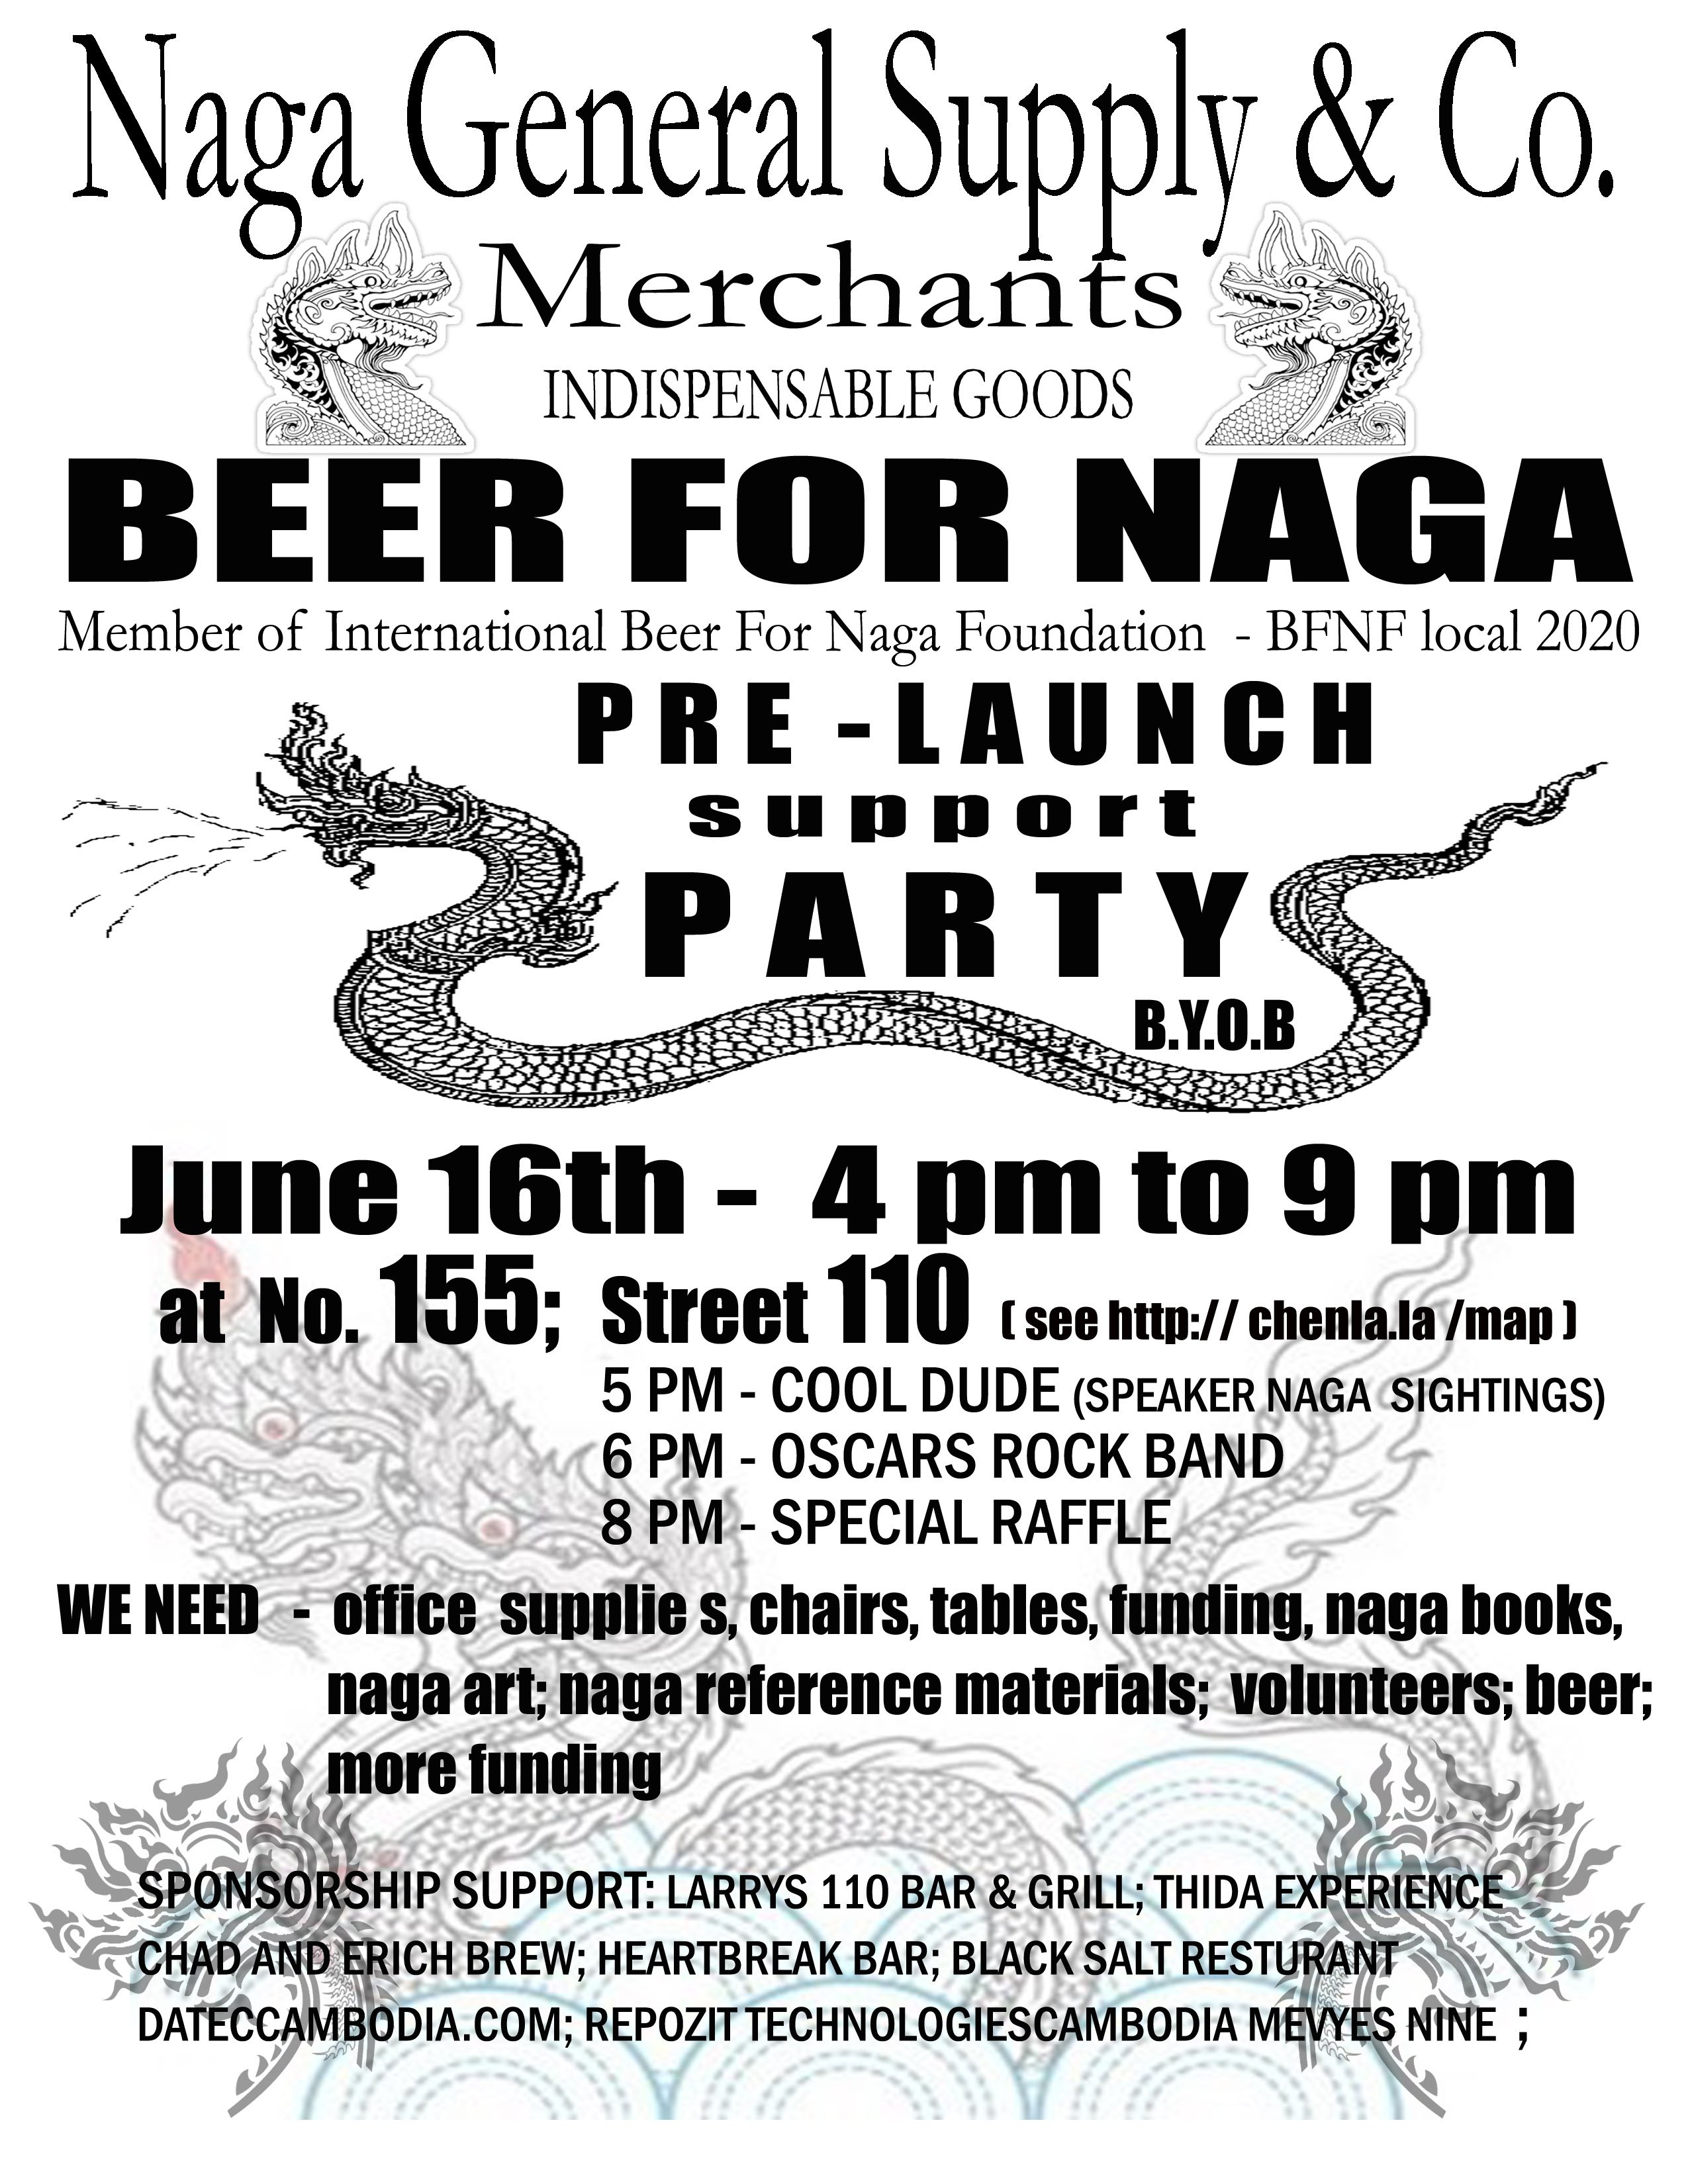 Naga General Supply & Co.
Merchants
INDISPENSABLE GOODS
BEER FOR NAGA
Member of International Beer For Naga Foundation - BFNF local 2020
PRE - LAUNCH
support
PARTY
B.Y.O.B
June 16th - 4 pm to 9 pm
at No. 155; Street 110 ( see http:// chenla.la /map )
5 PM - COOL DUDE (SPEAKER NAGA SIGHTINGS)
6 PM - OSCARS ROCK BAND
8 PM - SPECIAL RAFFLE
WE NEED - office supplie s, chairs, tables, funding, naga books,
naga art; naga reference materials; volunteers; beer;
more funding
SPONSORSHIP SUPPORT: LARRYS 110 BAR & GRILL; THIDA EXPERIENCE
CHAD AND ERICH BREW; HEARTBREAK BAR; BLACK SALT RESTURANT
DATECCAMBODIA.COM; REPOZIT TECHNOLOGIESCAMBODIA MEVYES NINE ;